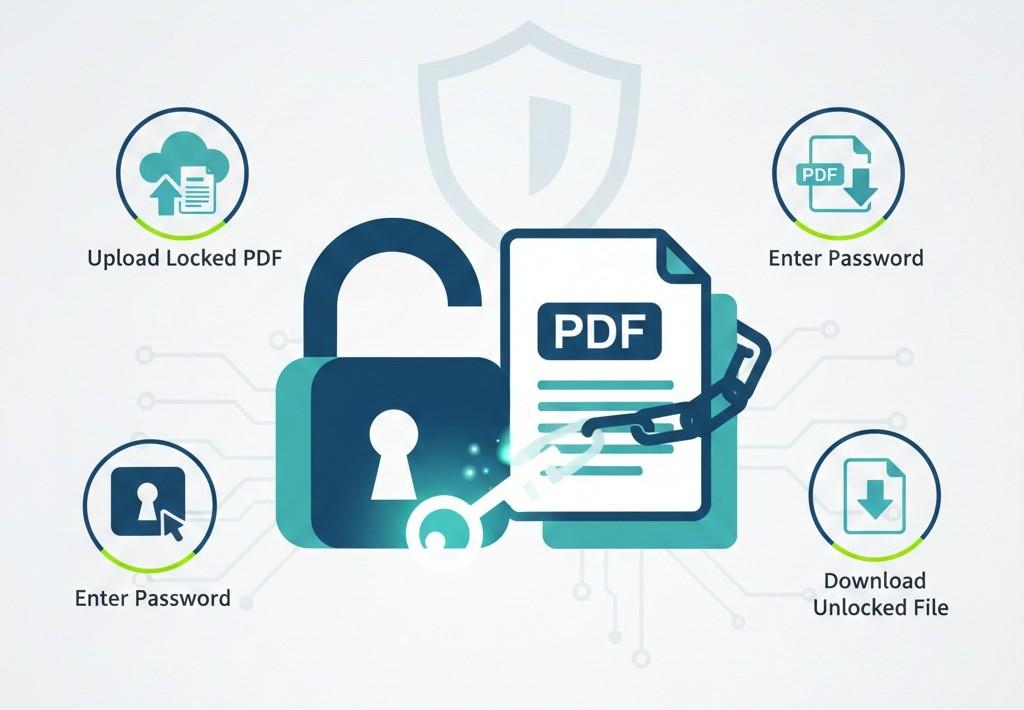 PDF
Upload Locked PDF
Enter Password
PDF
Enter Password
Download
Unlocked File